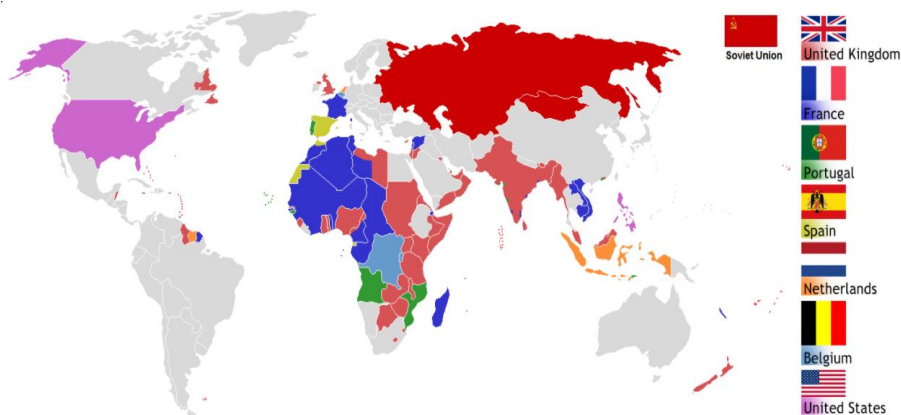 Soviet Union
United Kingdom
France
Portugal
Spain
Netherlands
Belgium
United States